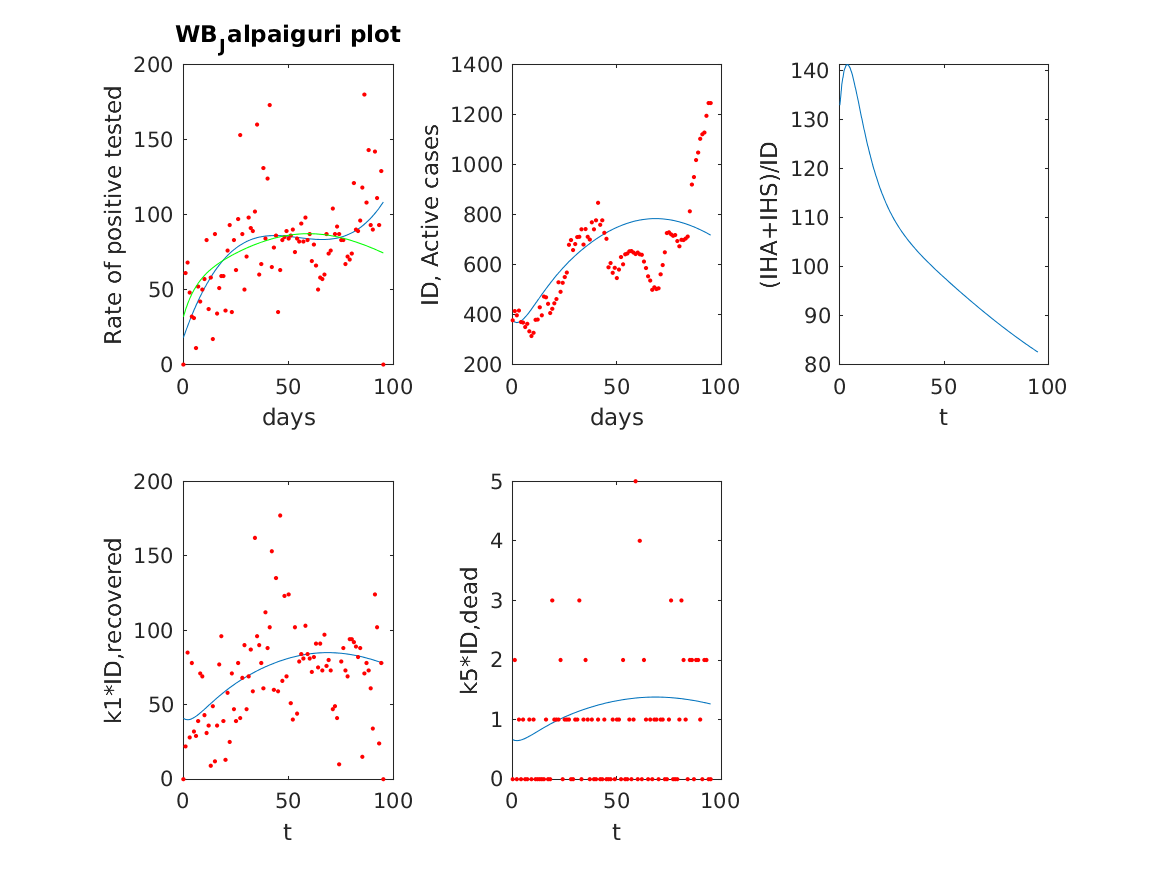 WB_Jalpaiguri plot
200
150
100
50
0
Rate of positive tested
0 50 100
days
1400
1200
1000
800
600
400
200
ID, Active cases
0 50 100
days
140
130
120
110
100
90
80
(IHA+IHS)/ID
0 50 100
t
200
150
100
50
0
k1*ID,recovered
0 50 100
t
5
4
3
2
1
0
k5*ID,dead
0 50 100
t